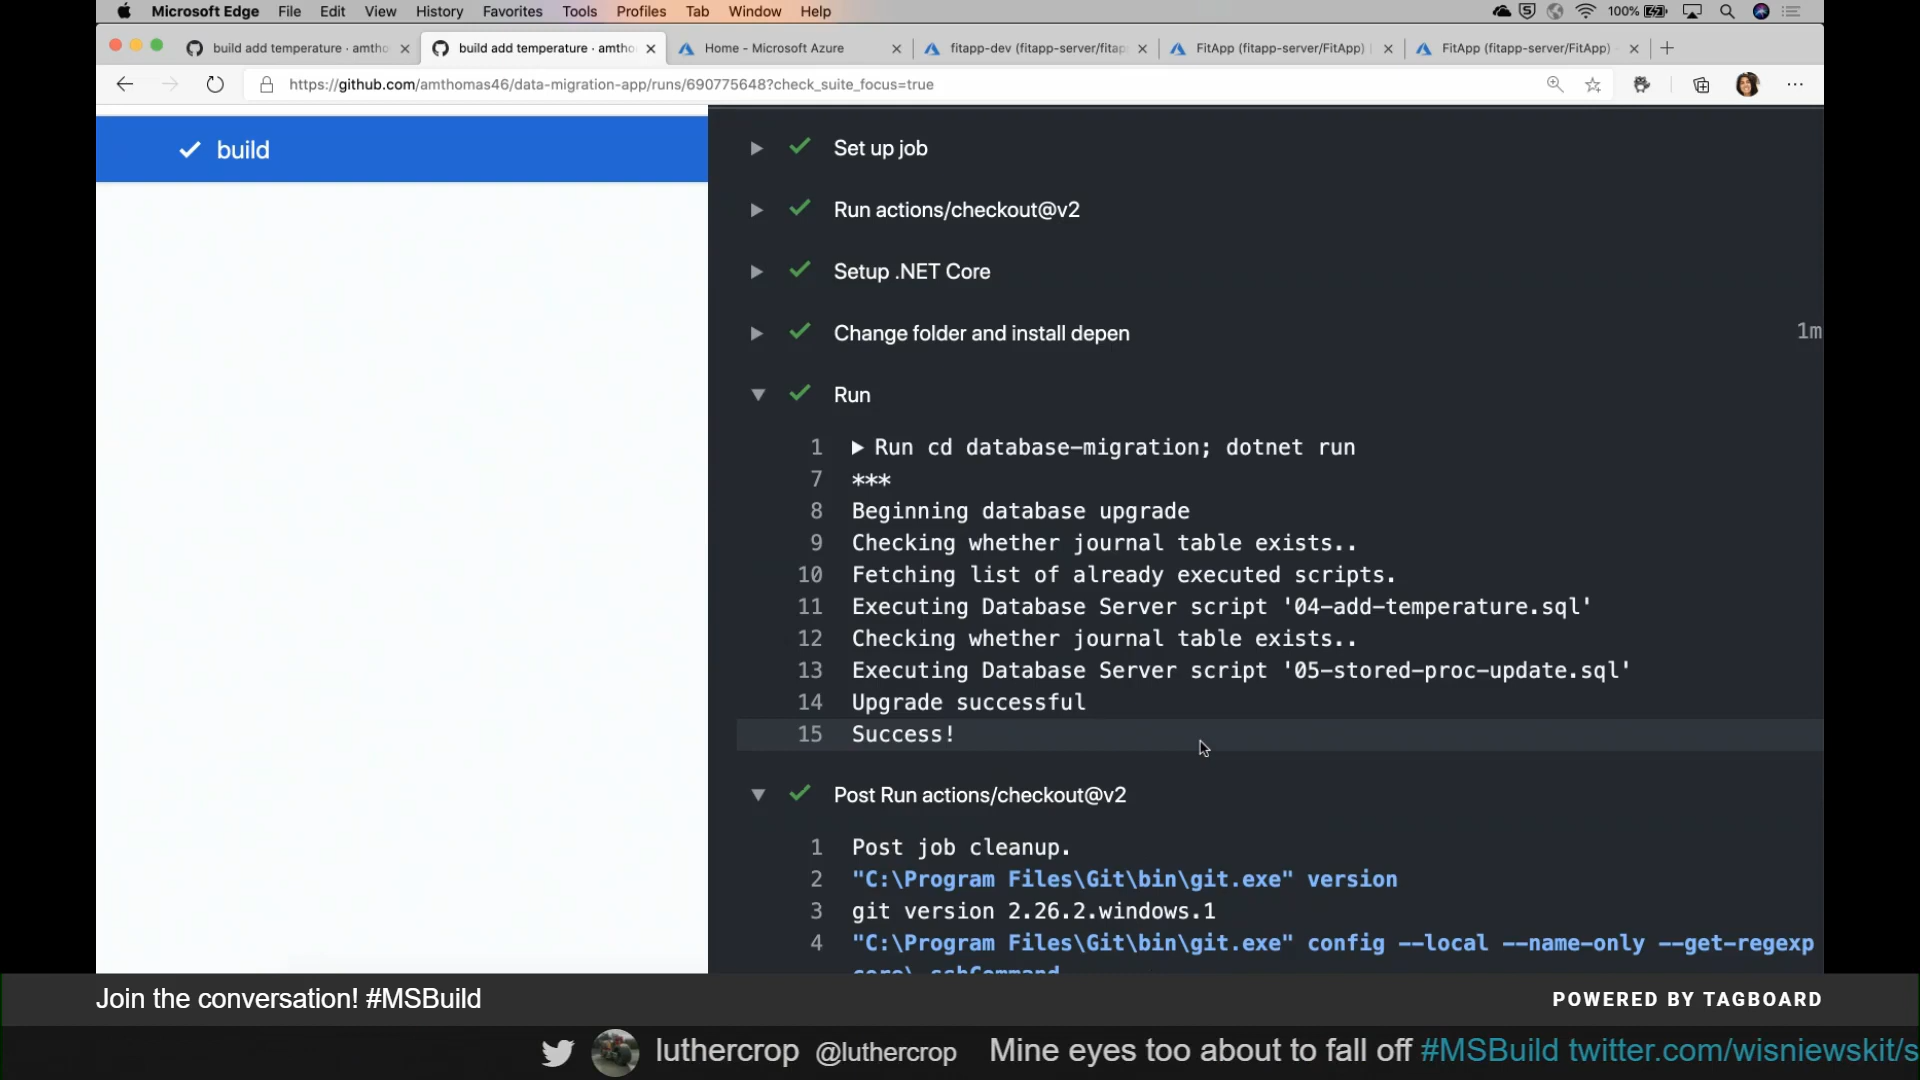 Microsoft Edge File Edit View History Favorites Tools Profiles Tab Window Help 100%
build add temperature · amtho
build add temperature · amtho
Home - Microsoft Azure
fitapp-dev (fitapp-server/fitap
FitApp (fitapp-server/FitApp)
FitApp (fitapp-server/FitApp)
https://github.com/amthomas46/data-migration-app/runs/690775648?check_suite_focus=true
build
Set up job
Run actions/checkout@v2
Setup .NET Core
Change folder and install depen
1m
Run
1 Run cd database-migration; dotnet run
7 ***
8 Beginning database upgrade
9 Checking whether journal table exists..
10 Fetching list of already executed scripts.
11 Executing Database Server script '04-add-temperature.sql'
12 Checking whether journal table exists..
13 Executing Database Server script '05-stored-proc-update.sql'
14 Upgrade successful
15 Success!
Post Run actions/checkout@v2
1 Post job cleanup.
2 "C:\Program Files\Git\bin\git.exe" version
3 git version 2.26.2.windows.1
4 "C:\Program Files\Git\bin\git.exe" config --local --name-only --get-regexp
core\.sshCommand
Join the conversation! #MSBuild
POWERED BY TAGBOARD
luthercrop @luthercrop Mine eyes too about to fall off #MSBuild twitter.com/wisniewskit/s